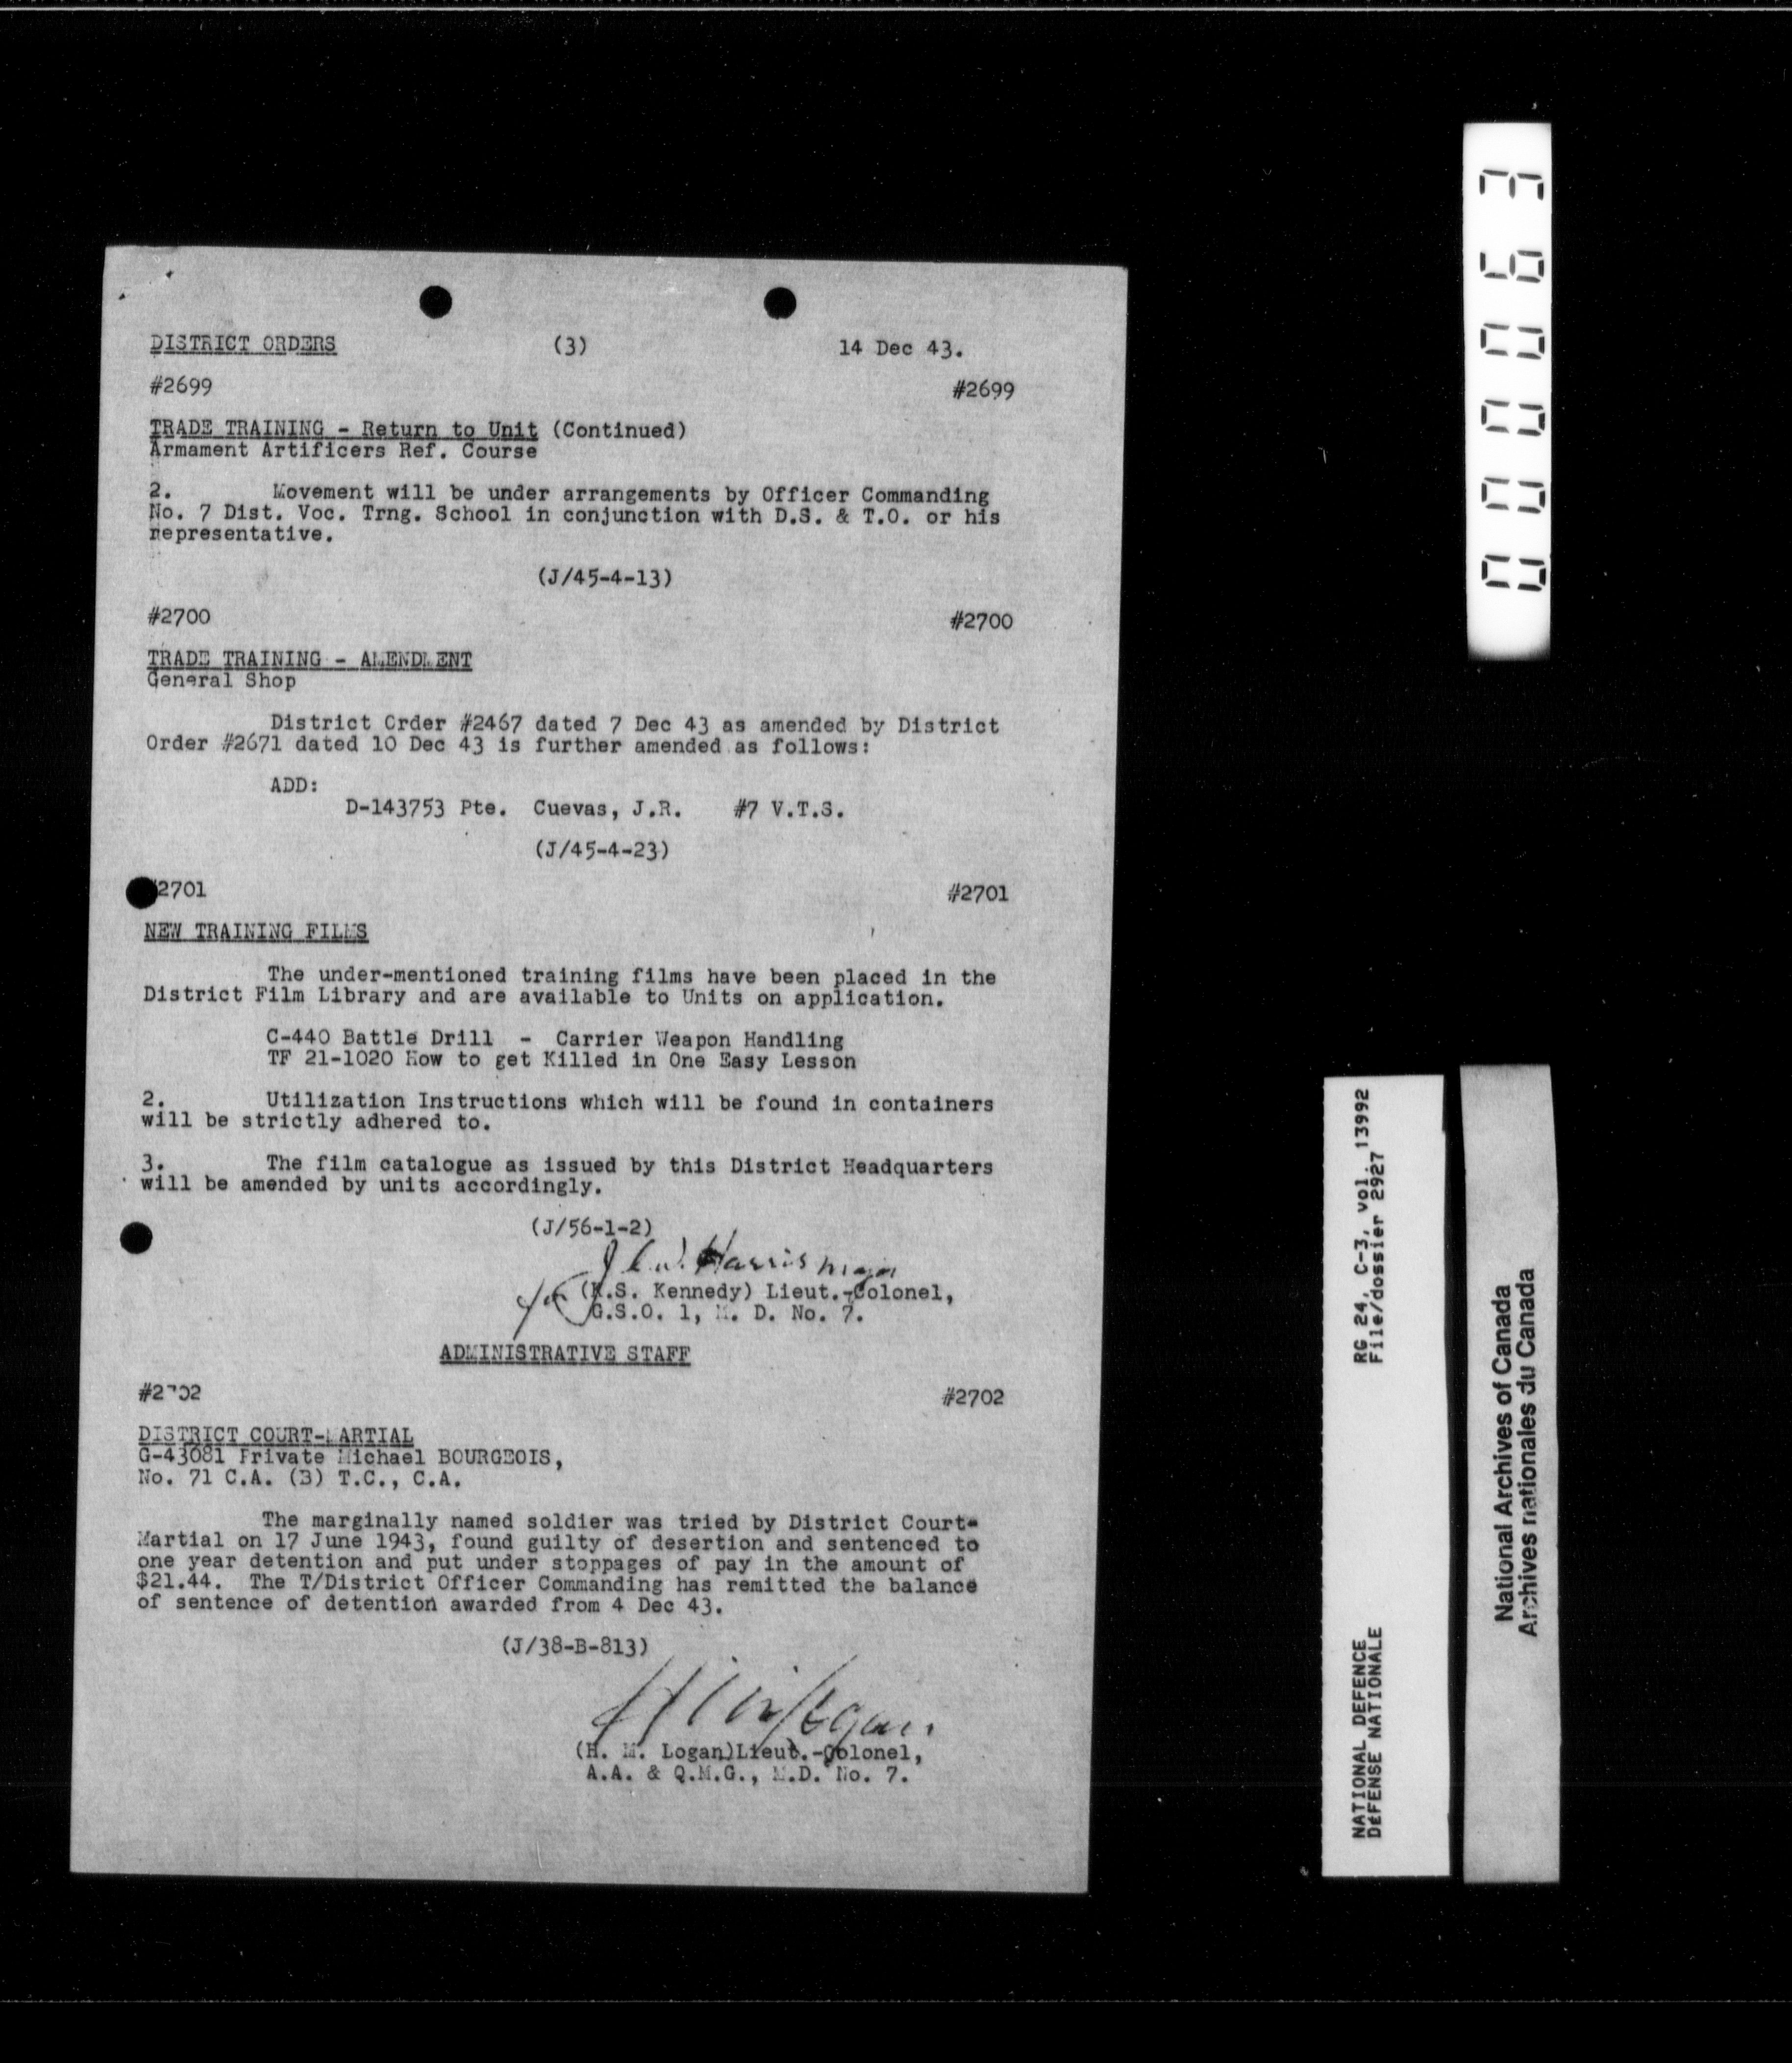 DISTRICT ORDERS (3) 14 Dec 43.
#2699 #2699
TRADE TRAINING - Return to Unit (Continued)
Armament Artificers Ref. Course
2. Movement will be under arrangements by Officer Commanding
No. 7 Dist. Voc. Trng. School in conjunction with D.S. & T.O. or his
representative.
(J/45-4-13)
#2700 #2700
TRADE TRAINING - AMENDMENT
General Shop
District Order #2467 dated 7 Dec 43 as amended by District
Order #2671 dated 10 Dec 43 is further amended as follows:
ADD:
D-143753 Pte. Cuevas, J.R. #7 V.T.S.
(J/45-4-23)
#2701 #2701
NEW TRAINING FILMS
The under-mentioned training films have been placed in the
District Film Library and are available to Units on application.
C-440 Battle Drill - Carrier Weapon Handling
TF 21-1020 How to get Killed in One Easy Lesson
2. Utilization Instructions which will be found in containers
will be strictly adhered to.
3. The film catalogue as issued by this District Headquarters
will be amended by units accordingly.
(J/56-1-2)
Harris Major
for (K.S. Kennedy) Lieut.-Colonel,
G.S.O. 1, M. D. No. 7.
ADMINISTRATIVE STAFF
#2702 #2702
DISTRICT COURT-MARTIAL
G-43081 Private Michael BOURGEOIS,
No. 71 C.A. (B) T.C., C.A.
The marginally named soldier was tried by District Court-
Martial on 17 June 1943, found guilty of desertion and sentenced to
one year detention and put under stoppages of pay in the amount of
$21.44. The T/District Officer Commanding has remitted the balance
of sentence of detention awarded from 4 Dec 43.
(J/38-B-813)
(H. M. Logan)Lieut.-Colonel,
A.A. & Q.M.G., M.D. No. 7.
000063
RG 24, C-3, vol. 13992
File/dossier 2927
NATIONAL DEFENCE
DéFENSE NATIONALE
National Archives of Canada
Archives nationales du Canada